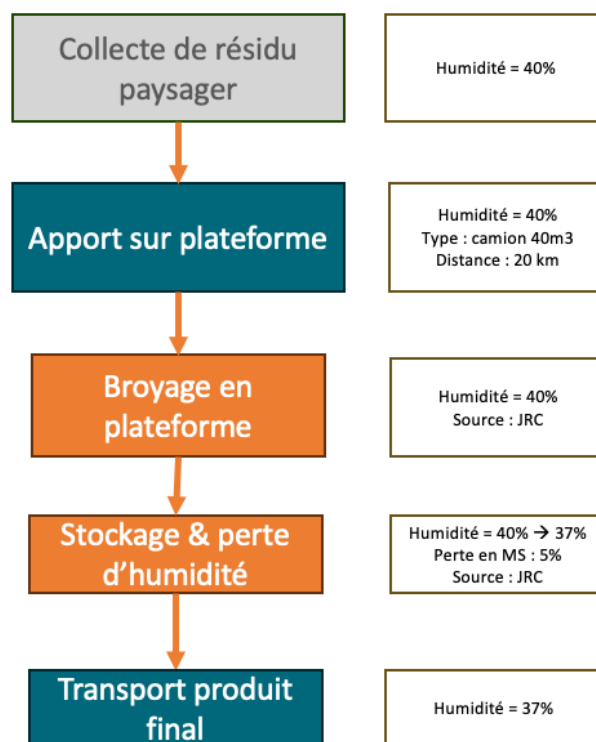 Collecte de résidu
paysager
Humidité = 40%
Apport sur plateforme
Humidité = 40%
Type : camion 40m3
Distance : 20 km
Broyage en
plateforme
Humidité = 40%
Source : JRC
Stockage & perte
d’humidité
Humidité = 40% → 37%
Perte en MS : 5%
Source : JRC
Transport produit
final
Humidité = 37%